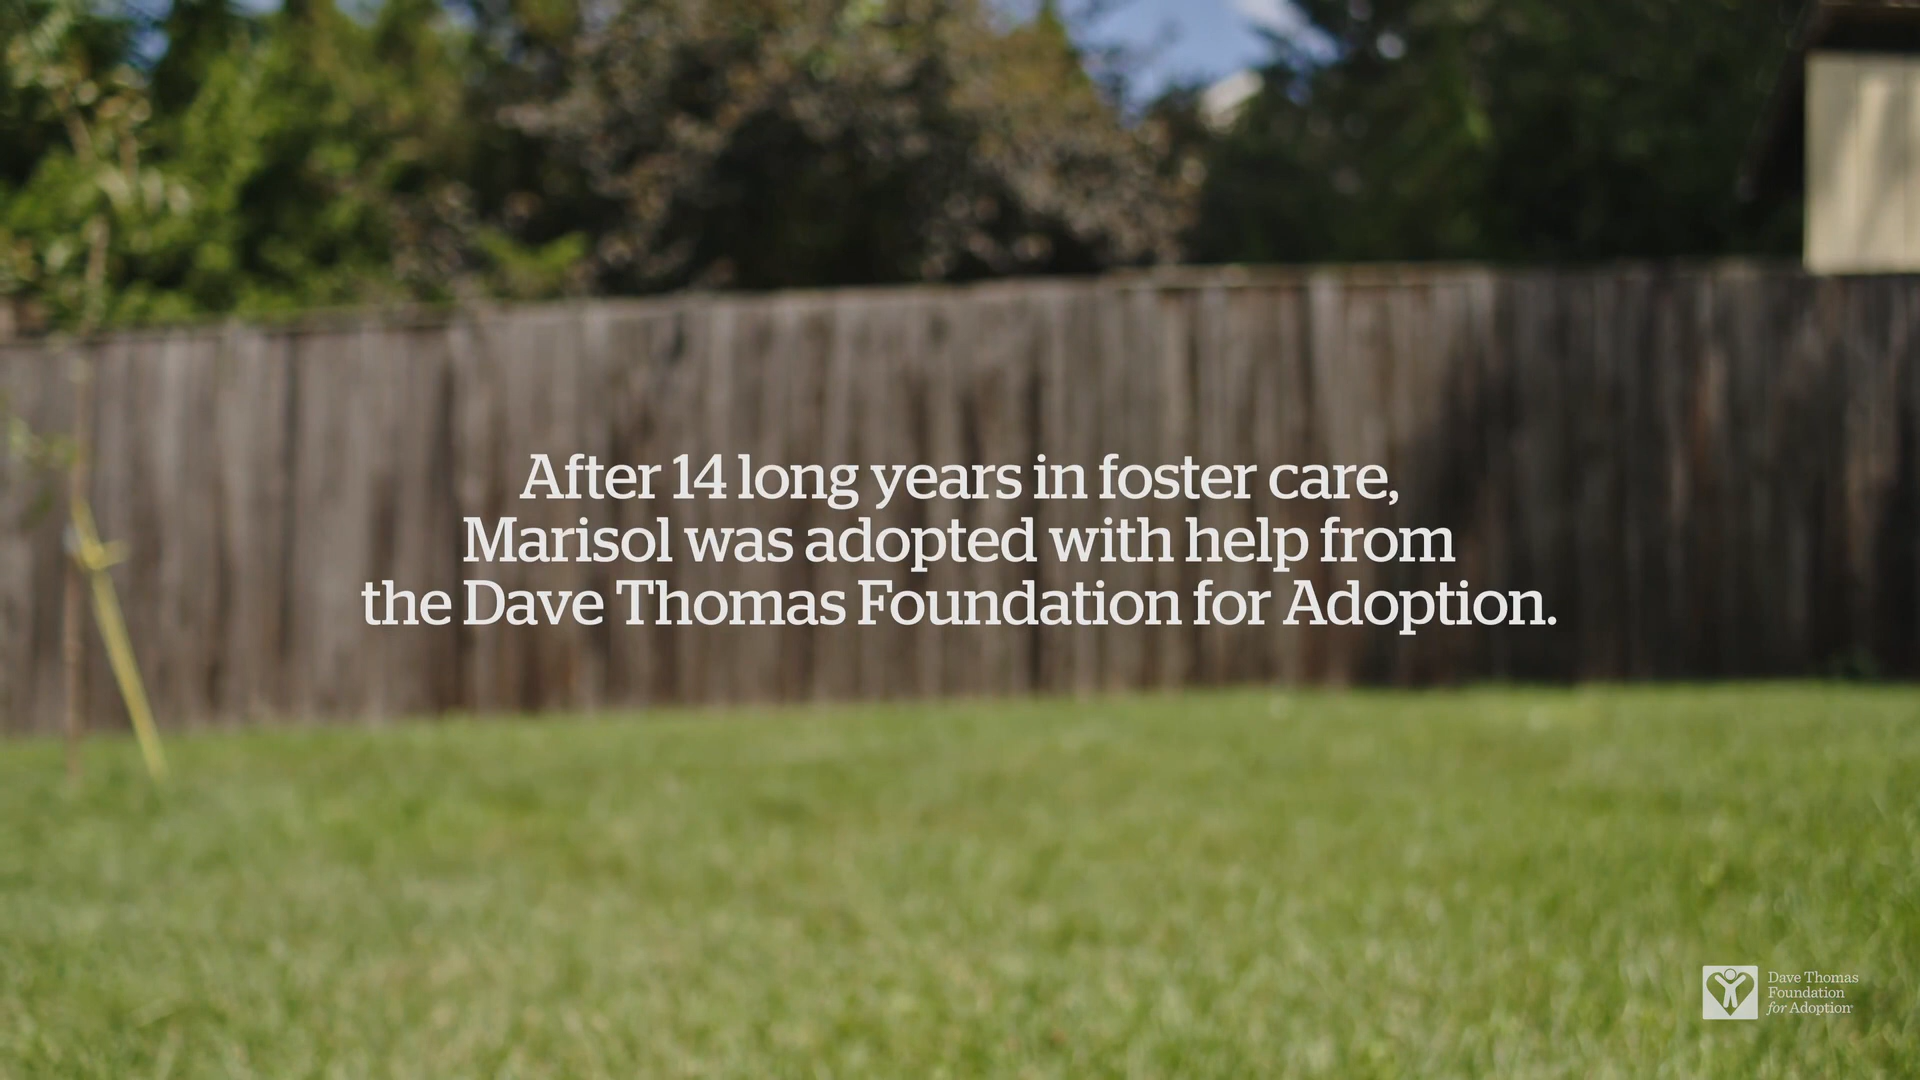 After 14 long years in foster care,
Marisol was adopted with help from
the Dave Thomas Foundation for Adoption.
Dave Thomas
Foundation
for Adoption